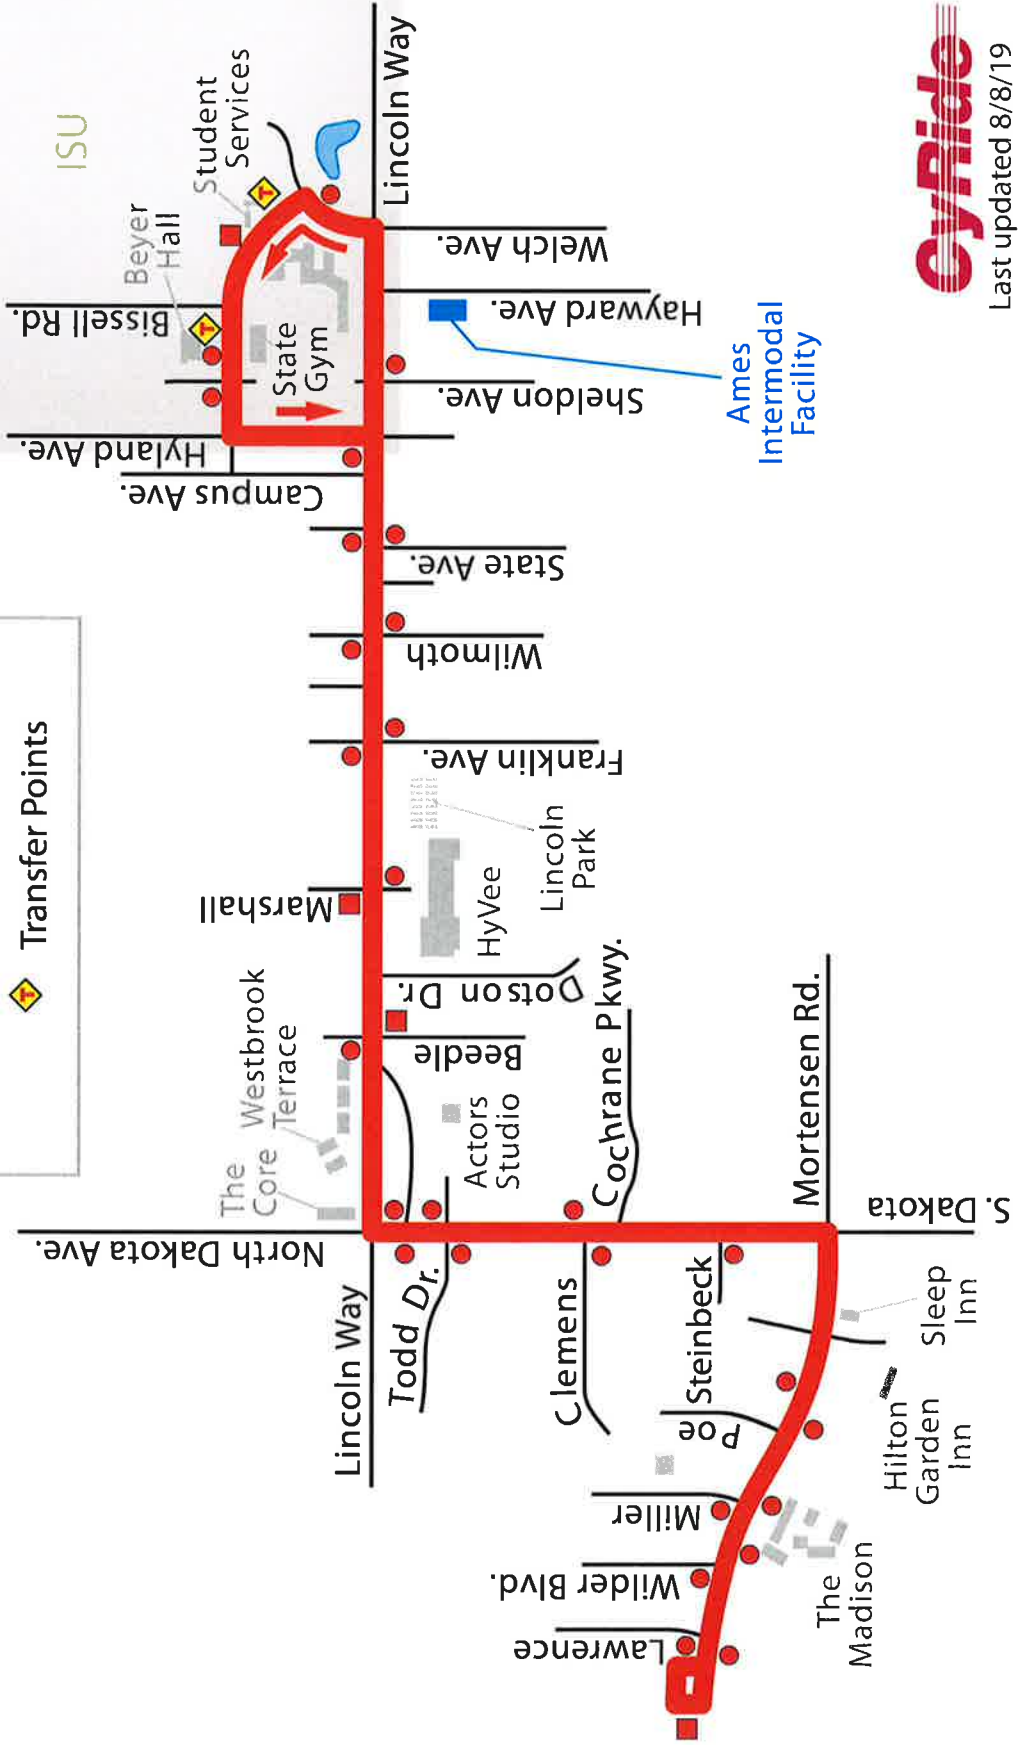 Transfer Points
ISU
Student
Services
Beyer
Hall
Bissell Rd.
State
Gym
Hyland Ave.
Campus Ave.
Lincoln Way
Welch Ave.
Hayward Ave.
Sheldon Ave.
Ames
Intermodal
Facility
State Ave.
Wilmoth
Franklin Ave.
Lincoln
Park
HyVee
Marshall
Dotson Dr.
Beedle
Westbrook
Terrace
The
Core
Actors
Studio
Cochrane Pkwy.
Mortensen Rd.
North Dakota Ave.
S. Dakota
Lincoln Way
Todd Dr.
Clemens
Steinbeck
Poe
Miller
Wilder Blvd.
Lawrence
Sleep
Inn
Hilton
Garden
Inn
The
Madison
CyRide
Last updated 8/8/19
T
T
T